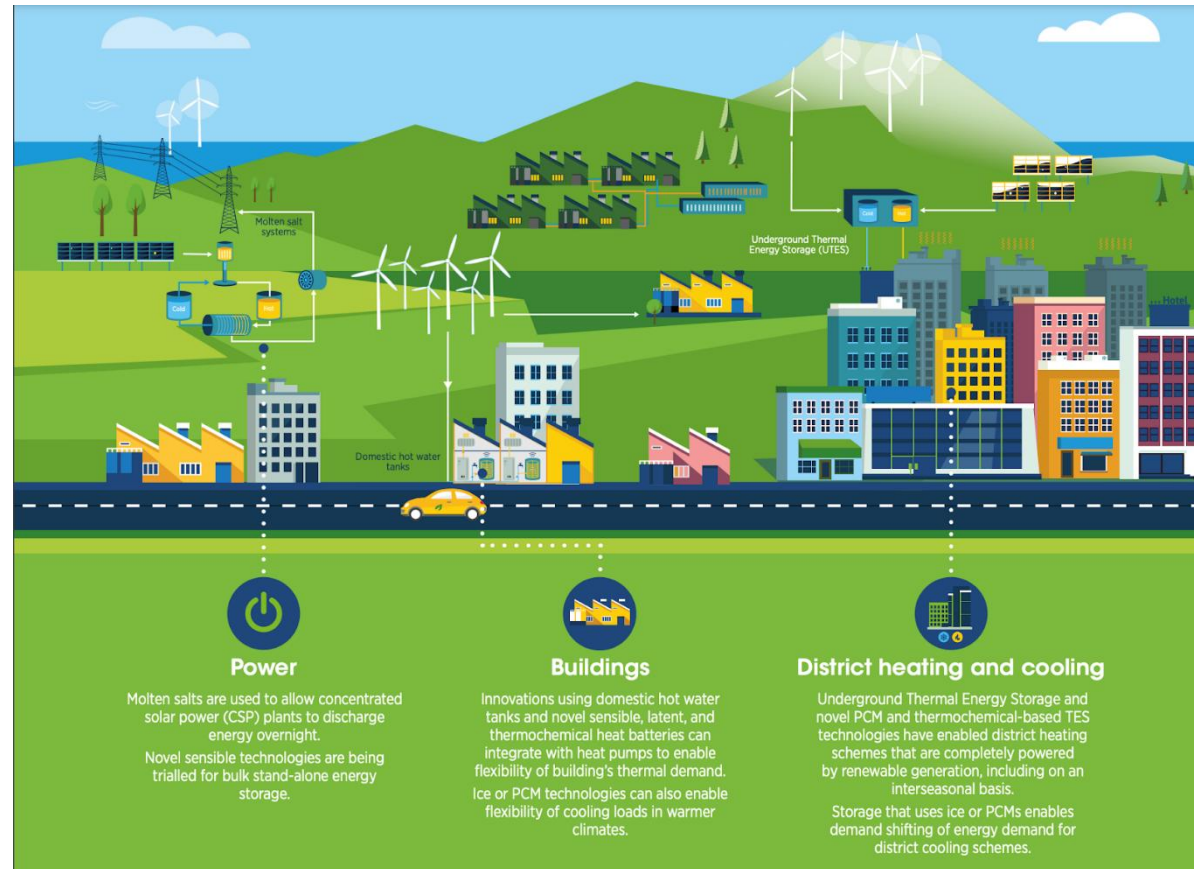 Molten salt
systems
Cold
Hot
Cold
Hot
Underground Thermal
Energy Storage (UTES)
Hotel
Domestic hot water
tanks
Power
Molten salts are used to allow concentrated
solar power (CSP) plants to discharge
energy overnight.
Novel sensible technologies are being
trialled for bulk stand-alone energy
storage.
Buildings
Innovations using domestic hot water
tanks and novel sensible, latent, and
thermochemical heat batteries can
integrate with heat pumps to enable
flexibility of building's thermal demand.
Ice or PCM technologies can also enable
flexibility of cooling loads in warmer
climates.
District heating and cooling
Underground Thermal Energy Storage and
novel PCM and thermochemical-based TES
technologies have enabled district heating
schemes that are completely powered
by renewable generation, including on an
interseasonal basis.
Storage that uses ice or PCMs enables
demand shifting of energy demand for
district cooling schemes.